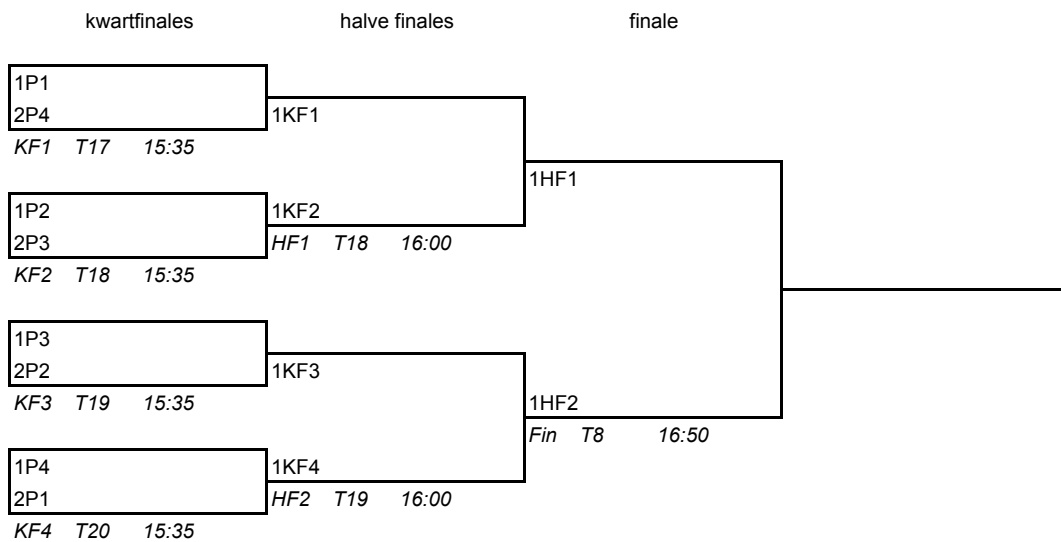 kwartfinales halve finales finale
1P1
2P4 1KF1
KF1 T17 15:35
1HF1
1P2 1KF2
2P3 HF1 T18 16:00
KF2 T18 15:35
1P3
2P2 1KF3
KF3 T19 15:35 1HF2
Fin T8 16:50
1P4 1KF4
2P1 HF2 T19 16:00
KF4 T20 15:35